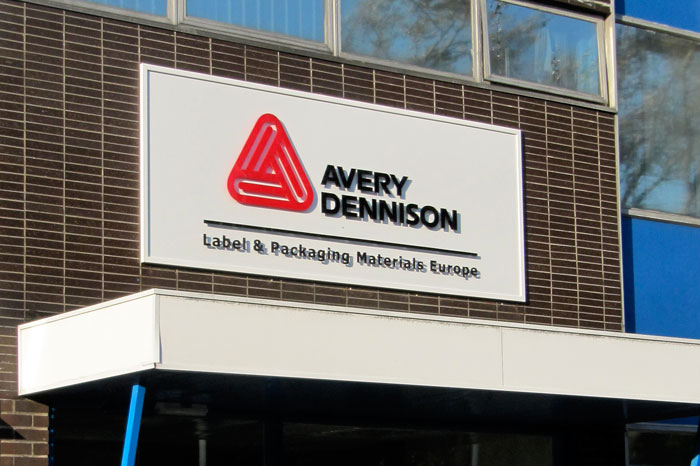 AVERY
DENNISON
Label & Packaging Materials Europe